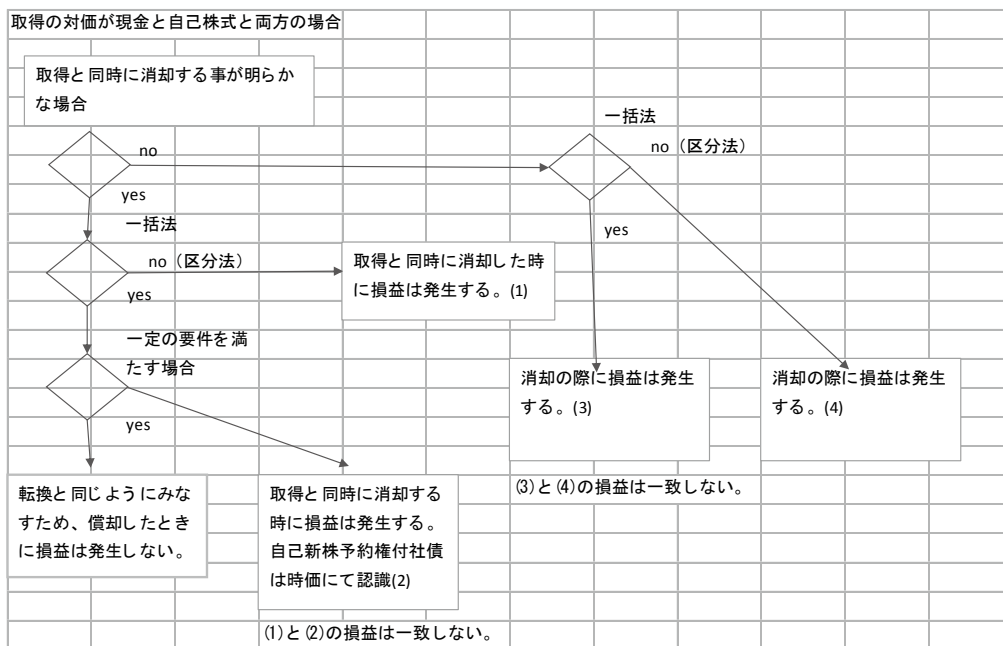 取得の対価が現金と自己株式と両方の場合
取得と同時に消却する事が明らか
な場合
一括法
no
no（区分法）
yes
一括法
yes
no（区分法）
取得と同時に消却した時
に損益は発生する。(1)
yes
一定の要件を満
たす場合
消却の際に損益は発生
する。(3)
消却の際に損益は発生
する。(4)
yes
転換と同じようにみな
すため、償却したとき
に損益は発生しない。
取得と同時に消却する
時に損益は発生する。
自己新株予約権付社債
は時価にて認識(2)
(3)と(4)の損益は一致しない。
(1)と(2)の損益は一致しない。